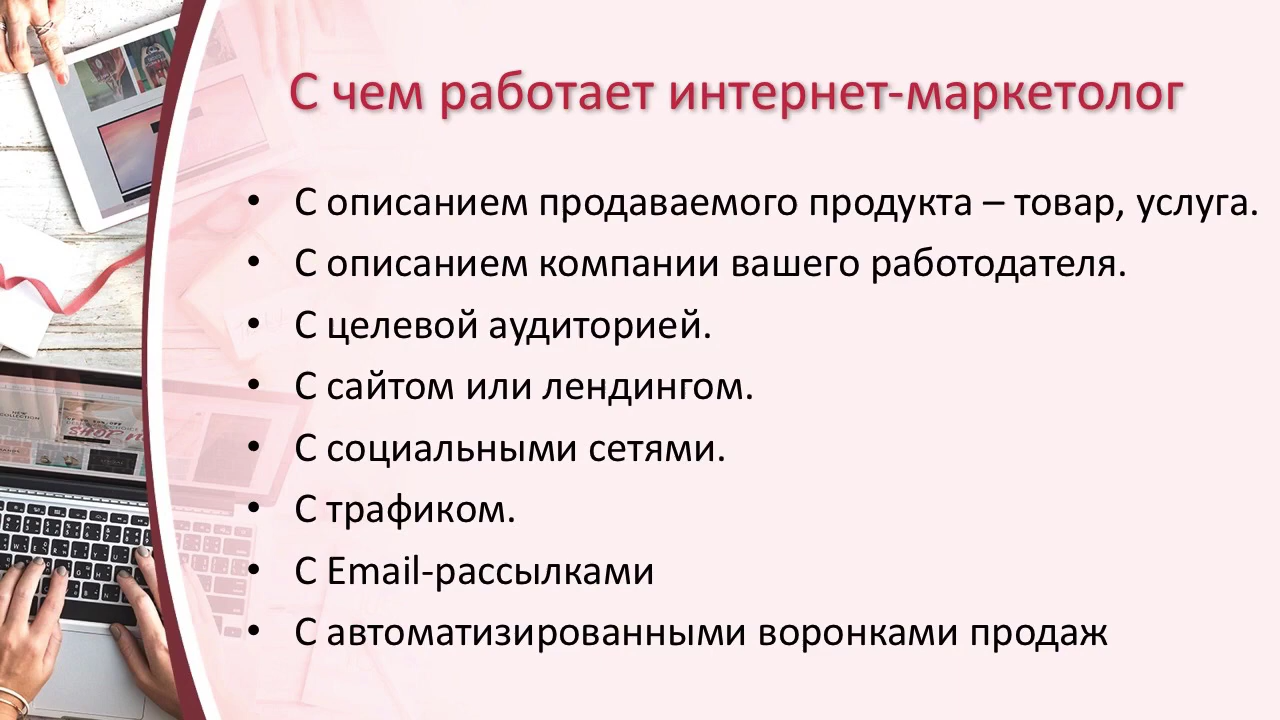 С чем работает интернет-маркетолог
• С описанием продаваемого продукта – товар, услуга.
• С описанием компании вашего работодателя.
• С целевой аудиторией.
• С сайтом или лендингом.
• С социальными сетями.
• С трафиком.
• С Email-рассылками
• С автоматизированными воронками продаж